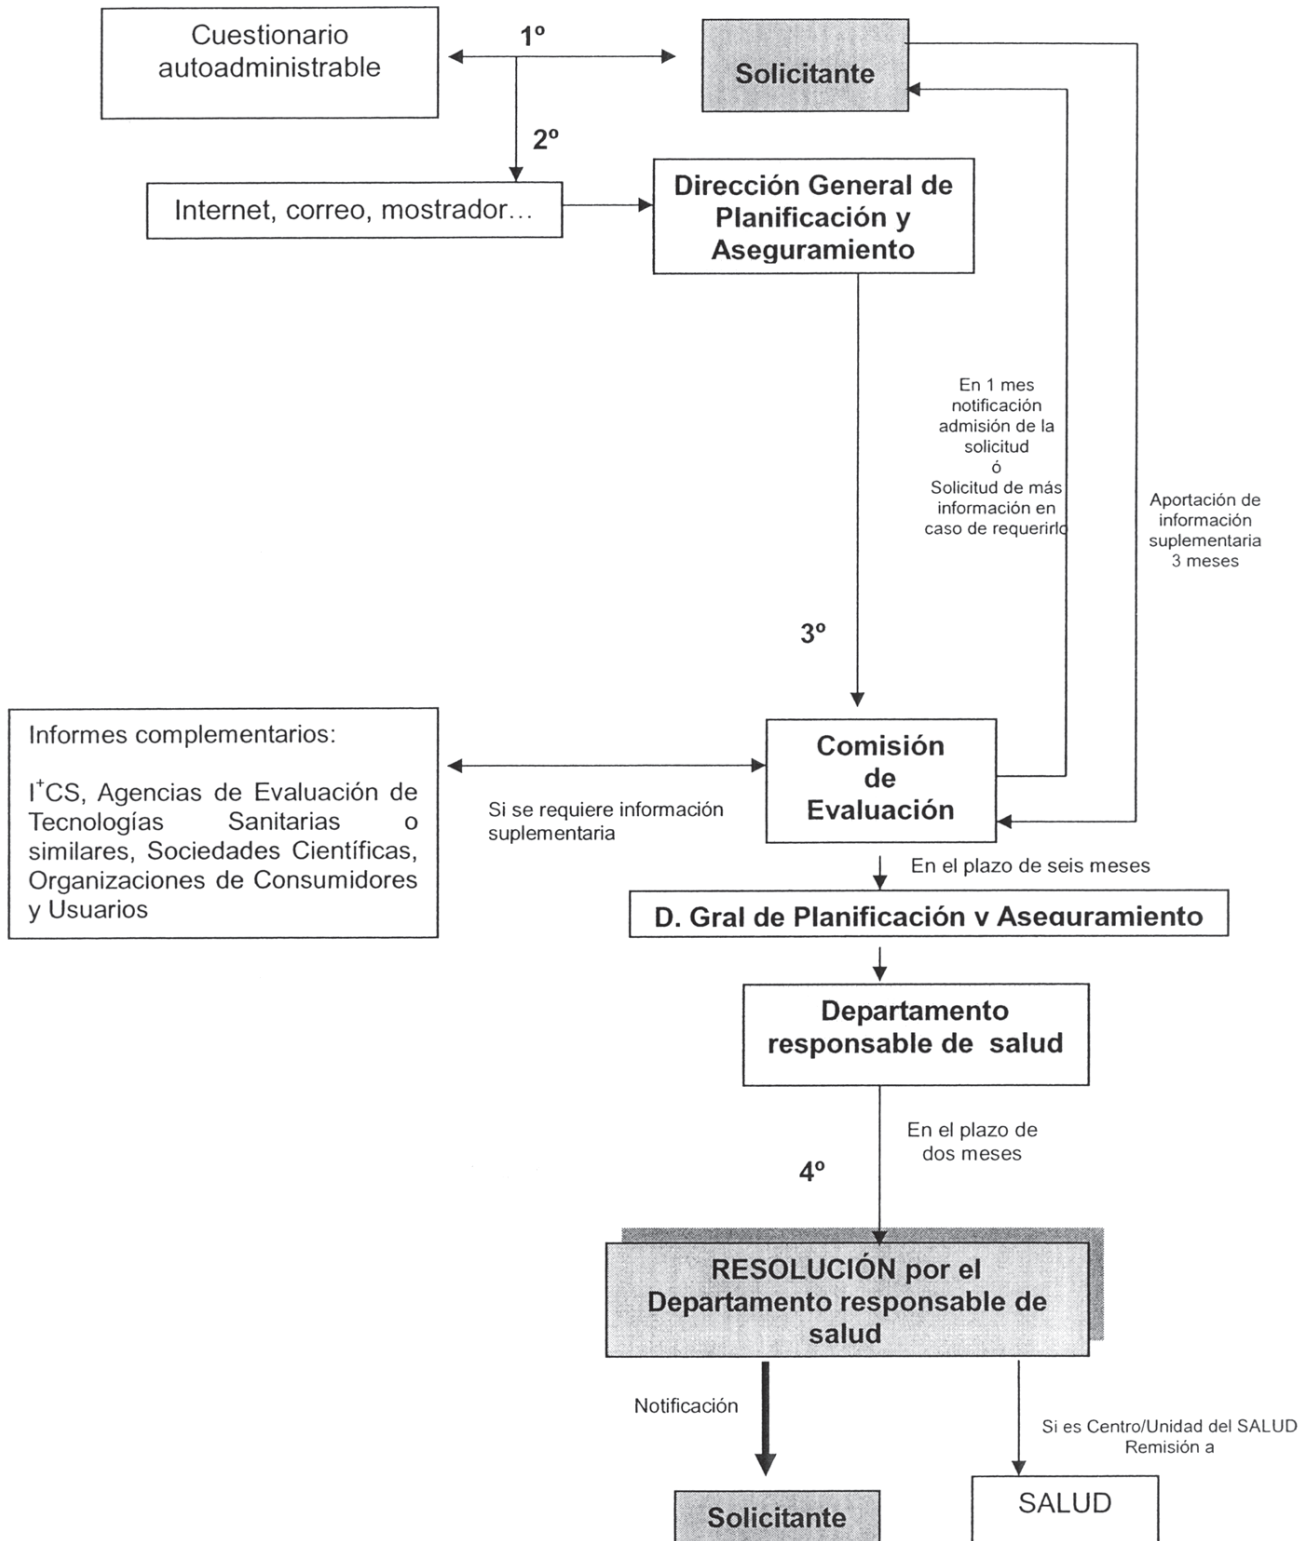 Cuestionario
autoadministrable
1º
Solicitante
2º
Internet, correo, mostrador…
Dirección General de
Planificación y
Aseguramiento
En 1 mes
notificación
admisión de la
solicitud
ó
Solicitud de más
información en
caso de requerirlo
Aportación de
información
suplementaria
3 meses
3º
Informes complementarios:
I⁺CS, Agencias de Evaluación de
Tecnologías Sanitarias o
similares, Sociedades Científicas,
Organizaciones de Consumidores
y Usuarios
Si se requiere información
suplementaria
Comisión
de
Evaluación
En el plazo de seis meses
D. Gral de Planificación y Aseguramiento
Departamento
responsable de salud
En el plazo de
dos meses
4º
RESOLUCIÓN por el
Departamento responsable de
salud
Notificación
Si es Centro/Unidad del SALUD
Remisión a
Solicitante
SALUD